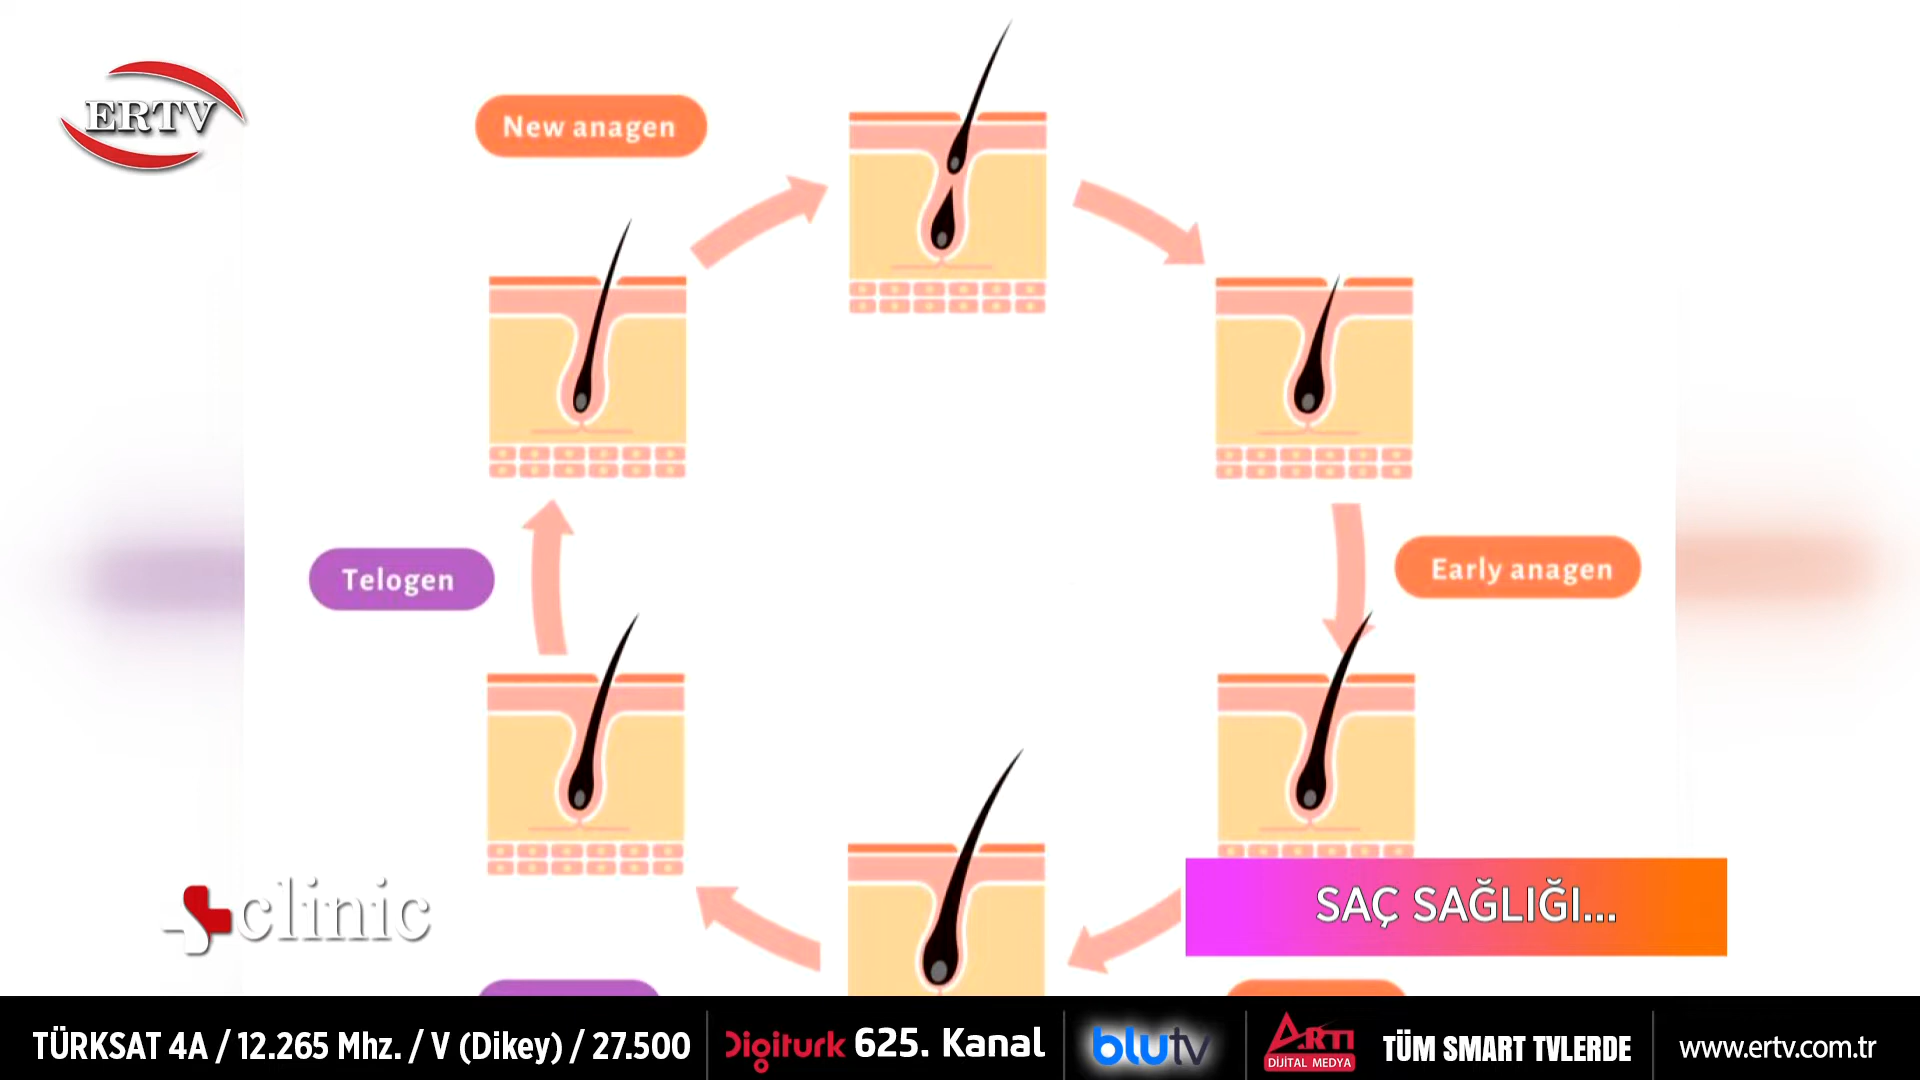 ERTV
New anagen
Telogen
Early anagen
clinic
SAÇ SAĞLIĞI...
TÜRKSAT 4A / 12.265 Mhz. / V (Dikey) / 27.500
Digiturk 625. Kanal
blutv
ARTI
DİJİTAL MEDYA
TÜM SMART TVLERDE
www.ertv.com.tr